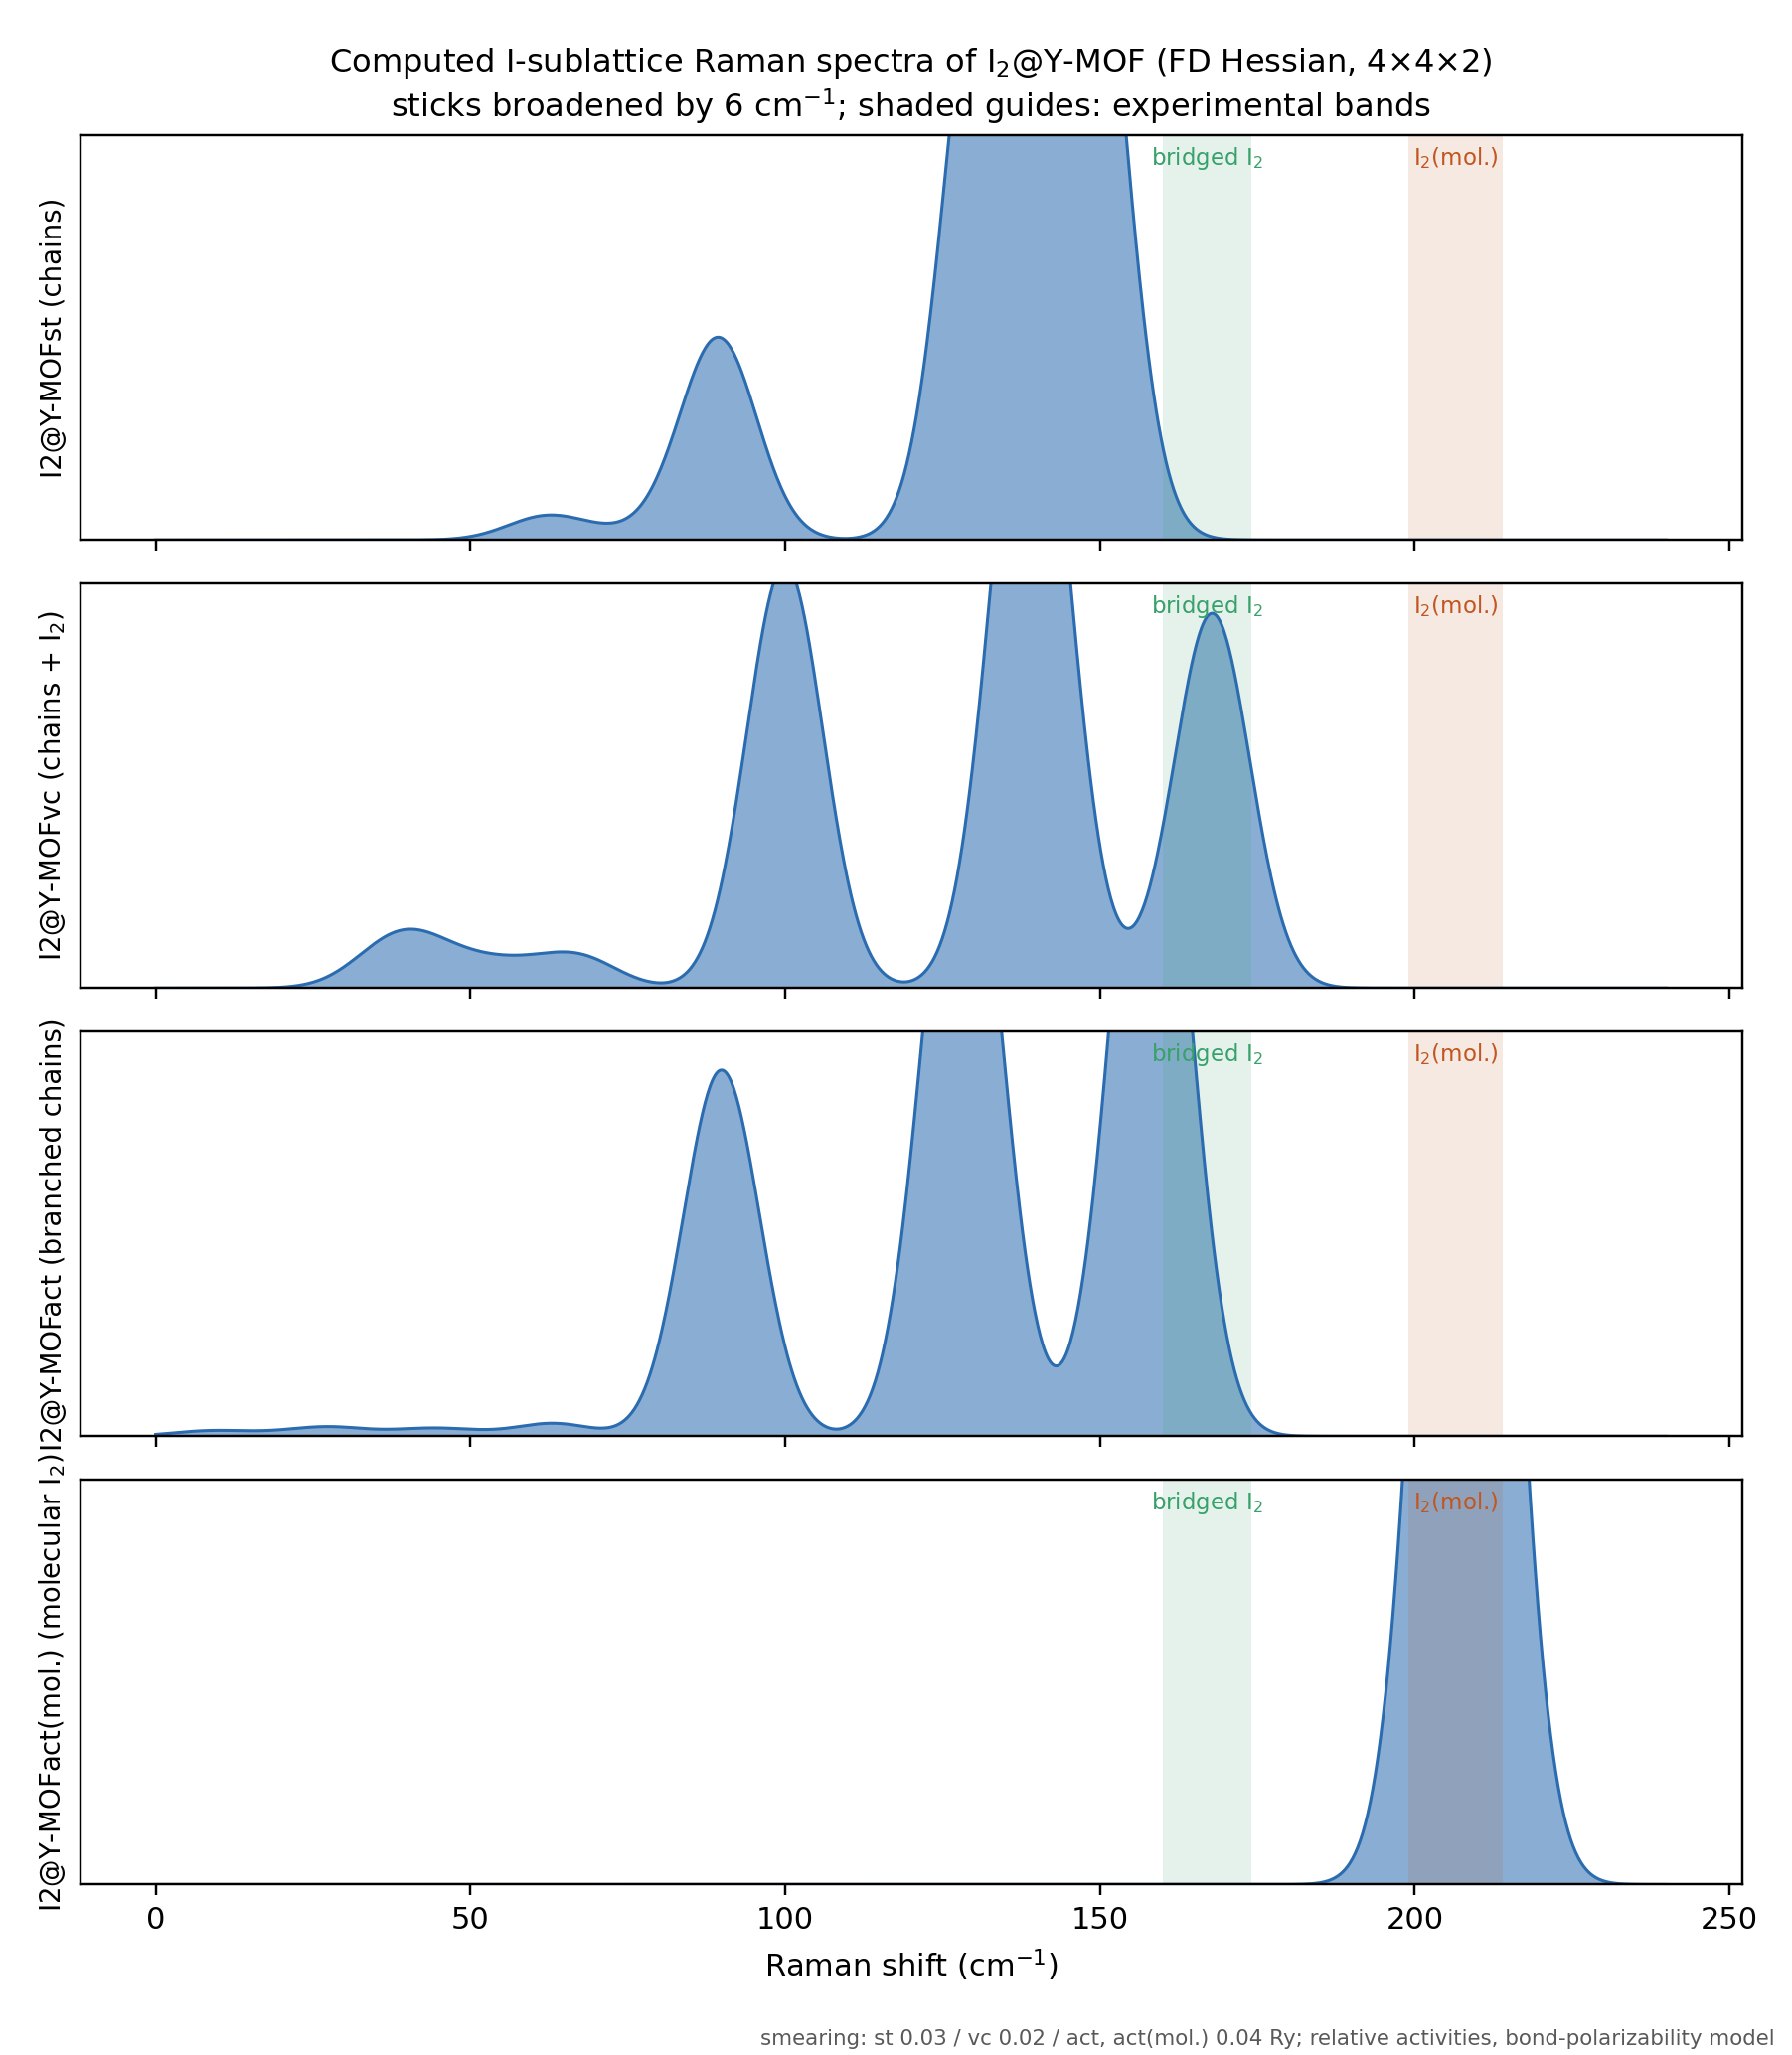 Computed I-sublattice Raman spectra of I₂@Y-MOF (FD Hessian, 4×4×2)
sticks broadened by 6 cm⁻¹; shaded guides: experimental bands
I2@Y-MOFst (chains)
bridged I₂
I₂(mol.)
I2@Y-MOFvc (chains + I₂)
bridged I₂
I₂(mol.)
I2@Y-MOFact (branched chains)
bridged I₂
I₂(mol.)
I2@Y-MOFact(mol.) (molecular I₂)
bridged I₂
I₂(mol.)
0 50 100 150 200 250
Raman shift (cm⁻¹)
smearing: st 0.03 / vc 0.02 / act, act(mol.) 0.04 Ry; relative activities, bond-polarizability model